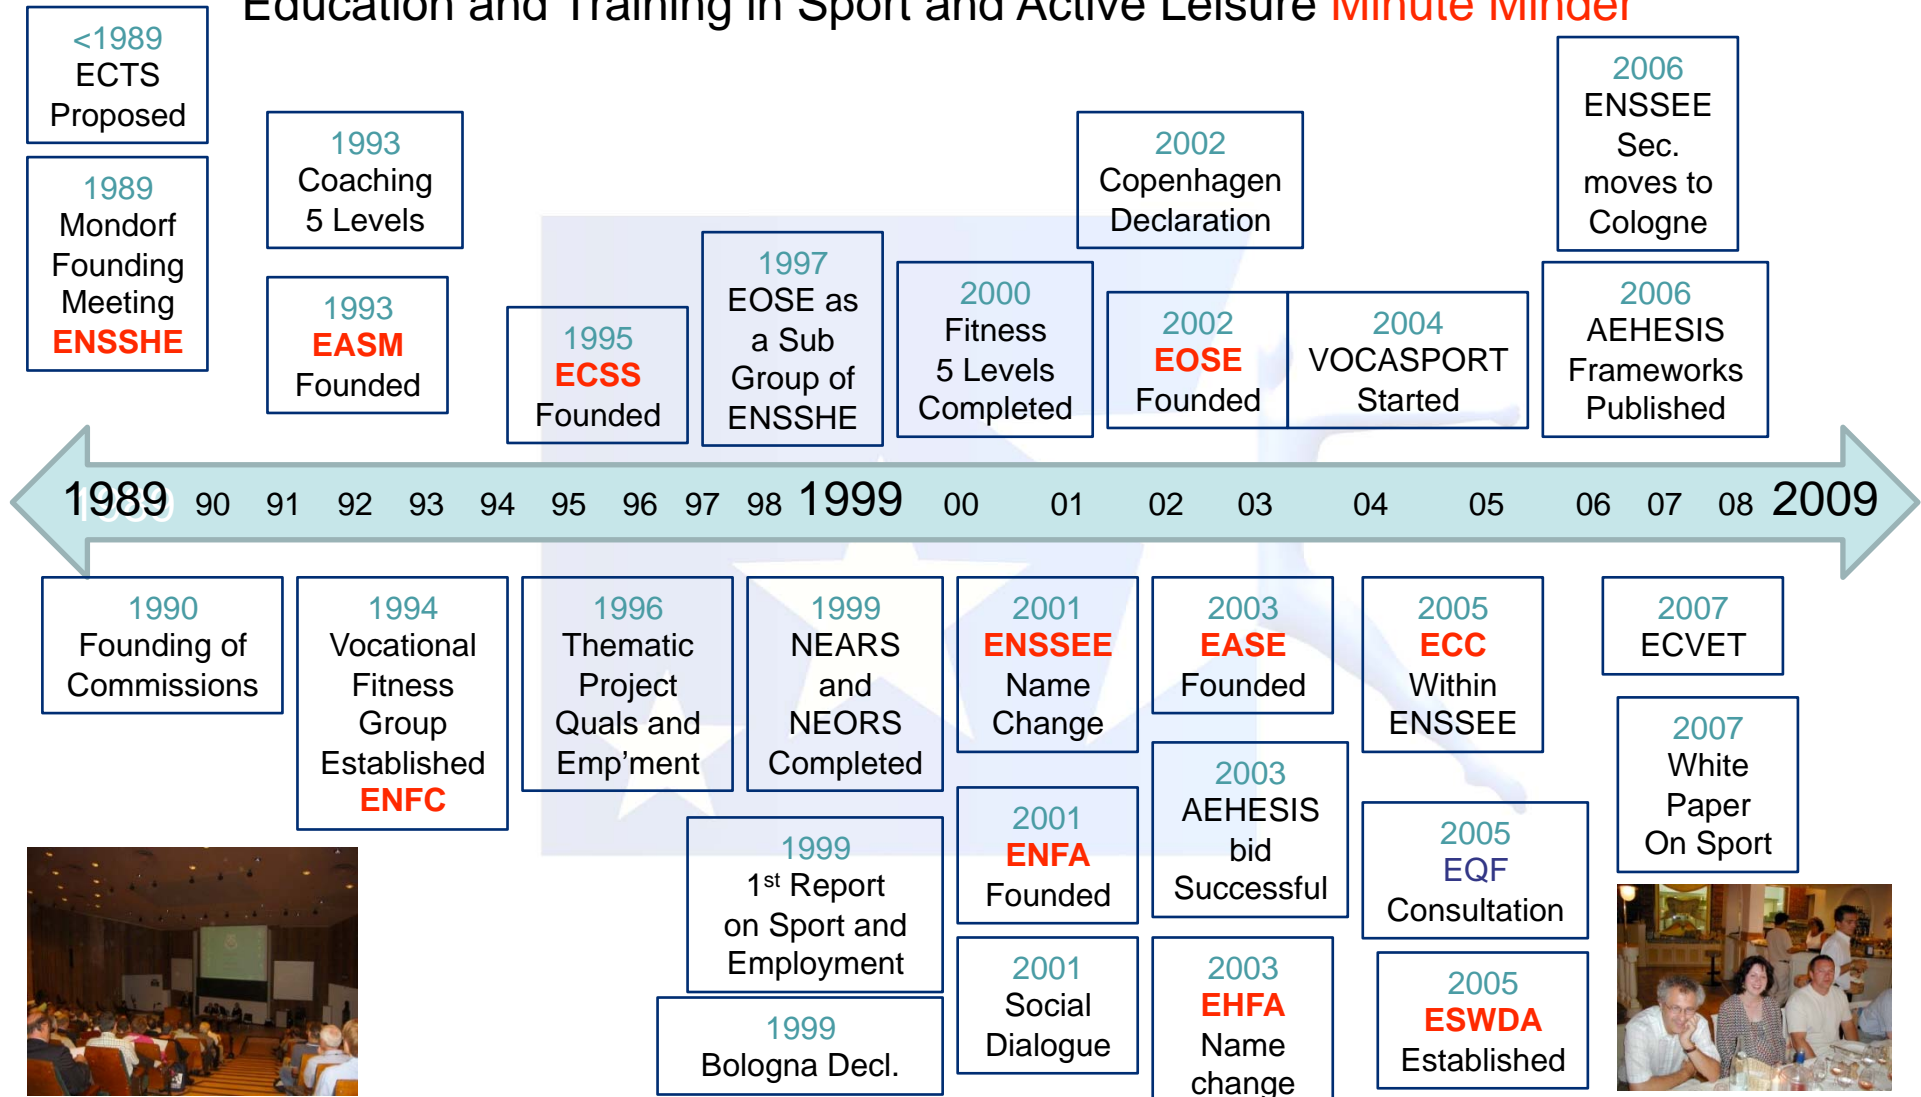 Education and Training in Sport and Active Leisure Minute Minder
<1989
ECTS
Proposed
1989
Mondorf
Founding
Meeting
ENSSHE
1993
Coaching
5 Levels
1993
EASM
Founded
1995
ECSS
Founded
1997
EOSE as
a Sub
Group of
ENSSHE
2000
Fitness
5 Levels
Completed
2002
Copenhagen
Declaration
2002
EOSE
Founded
2004
VOCASPORT
Started
2006
ENSSEE
Sec.
moves to
Cologne
2006
AEHESIS
Frameworks
Published
1989 90 91 92 93 94 95 96 97 98 1999 00 01 02 03 04 05 06 07 08 2009
1990
Founding of
Commissions
1994
Vocational
Fitness
Group
Established
ENFC
1996
Thematic
Project
Quals and
Emp’ment
1999
NEARS
and
NEORS
Completed
1999
1st Report
on Sport and
Employment
1999
Bologna Decl.
2001
ENSSEE
Name
Change
2001
ENFA
Founded
2001
Social
Dialogue
2003
EASE
Founded
2003
AEHESIS
bid
Successful
2003
EHFA
Name
change
2005
ECC
Within
ENSSEE
2005
EQF
Consultation
2005
ESWDA
Established
2007
ECVET
2007
White
Paper
On Sport